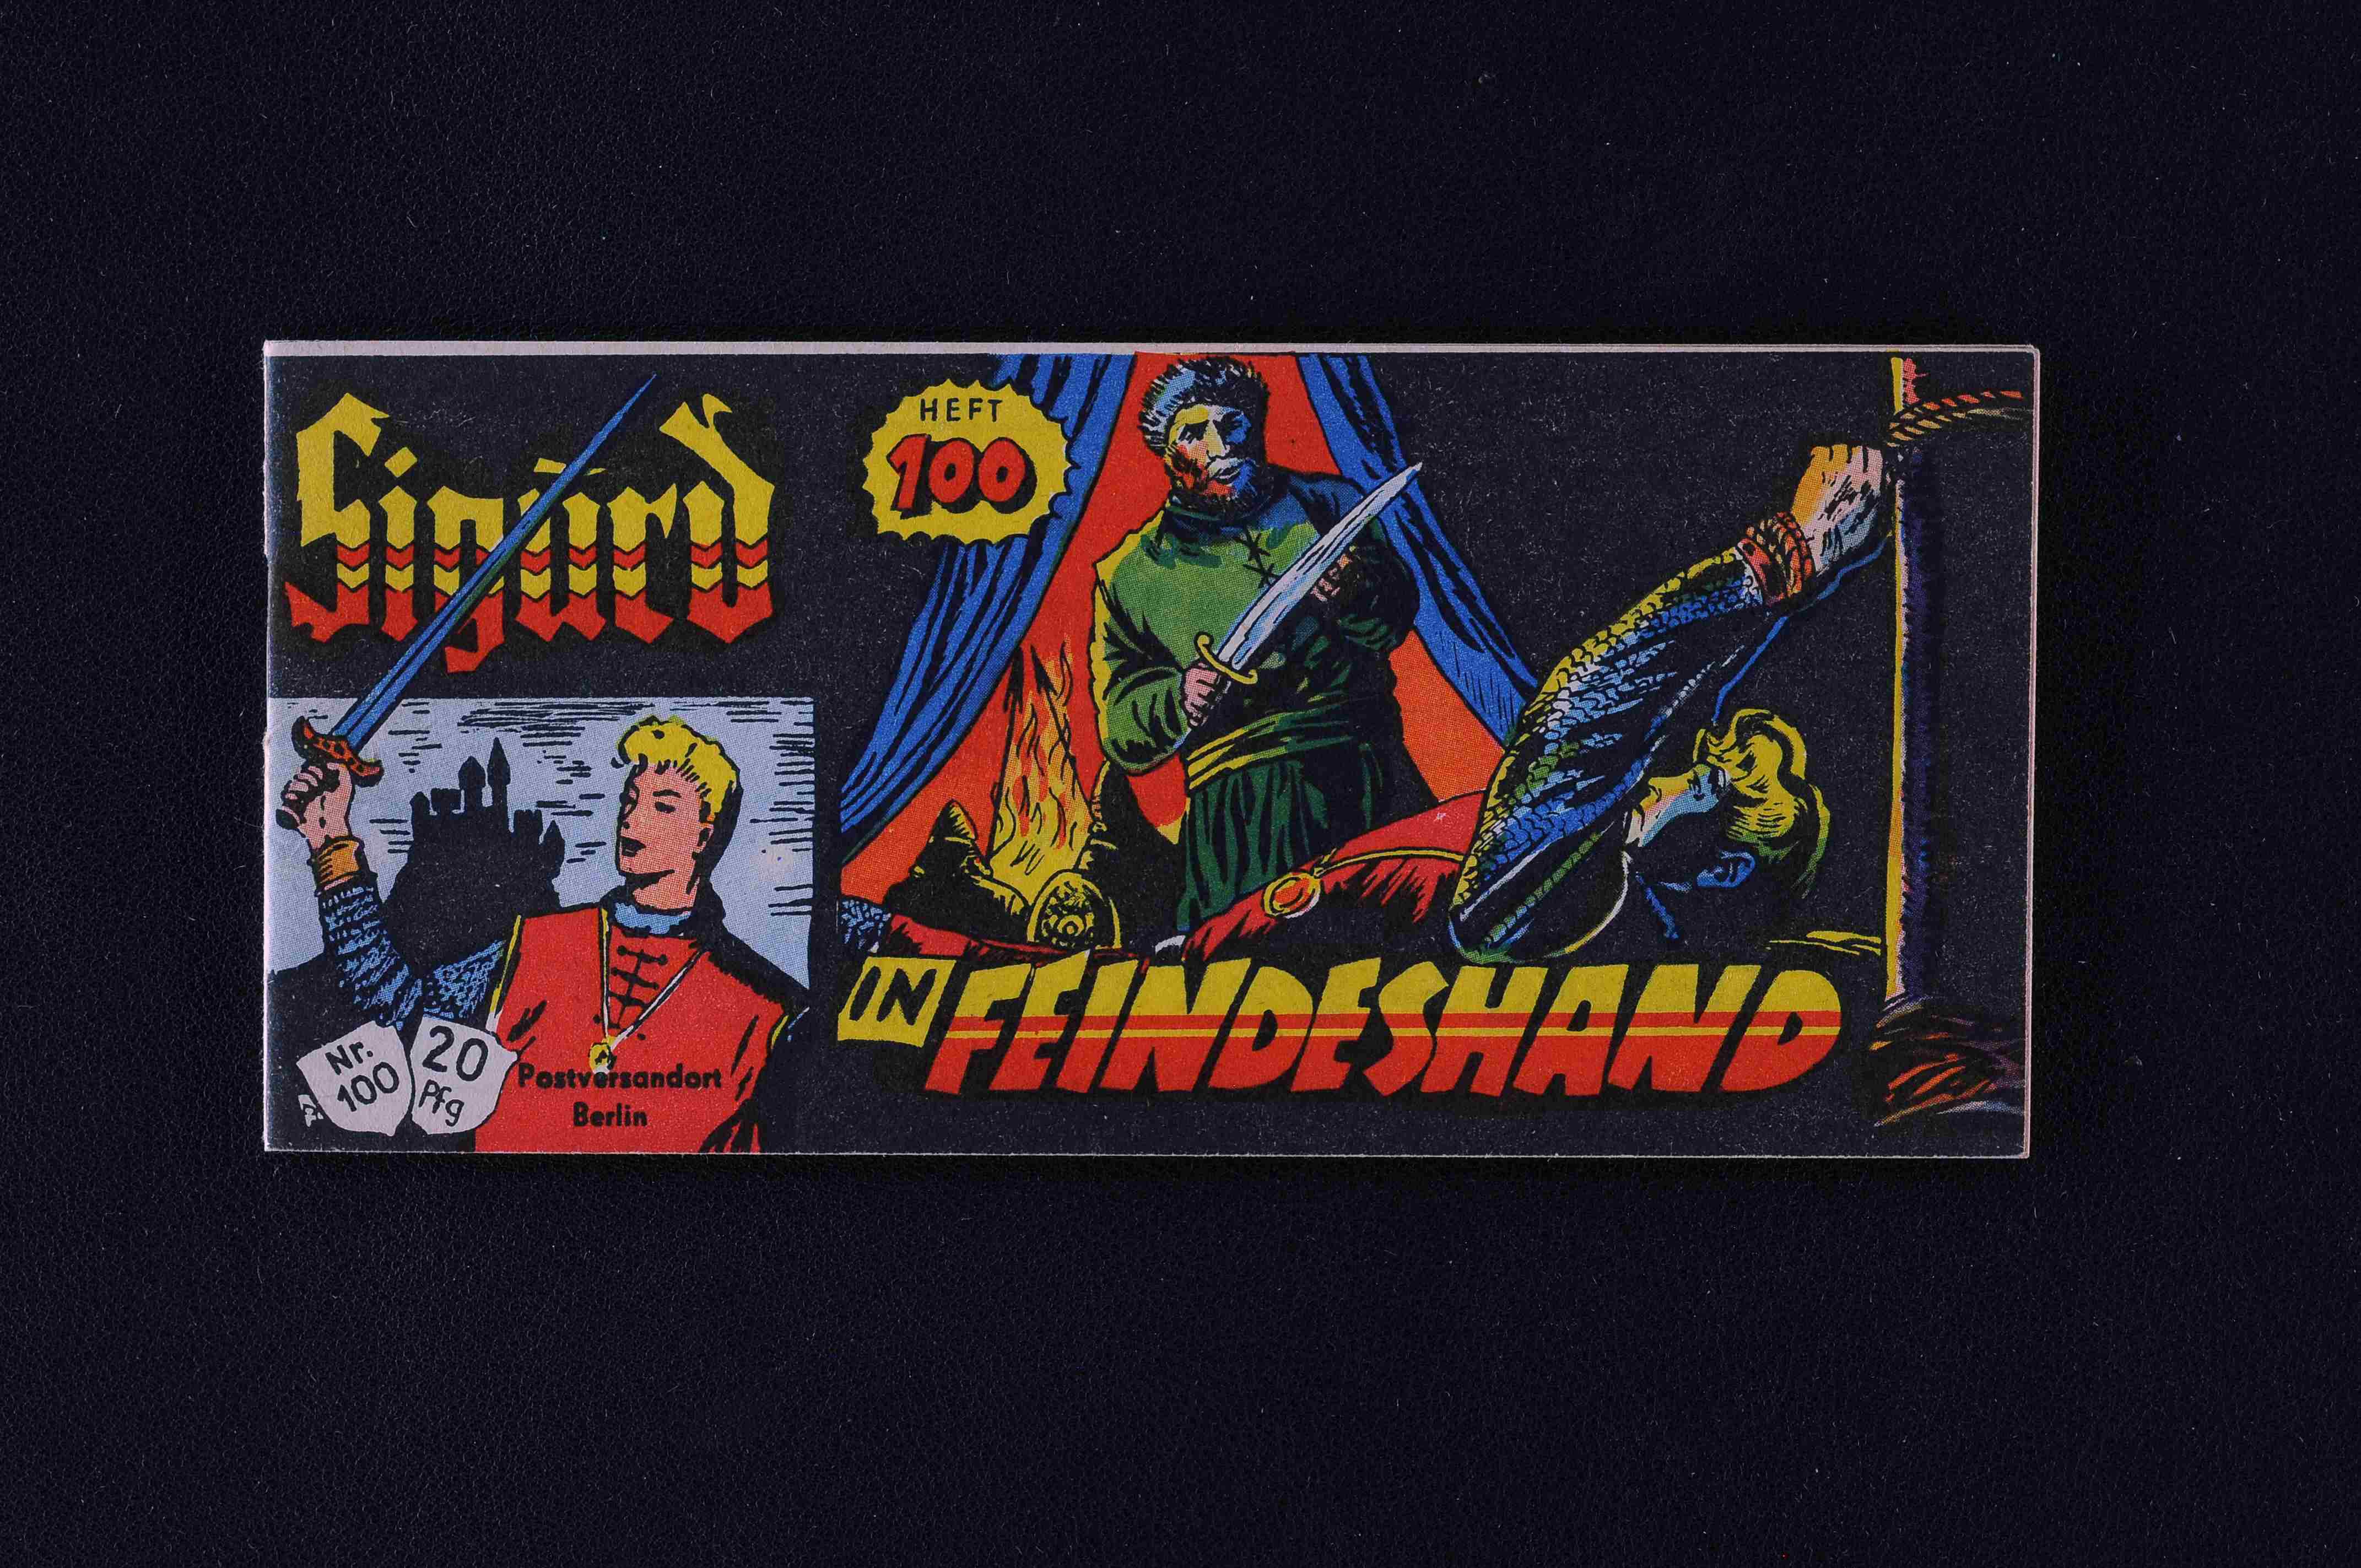 Sigurd
HEFT
100
IN FEINDESHAND
Nr.
100
20
Pfg
Postversandort
Berlin